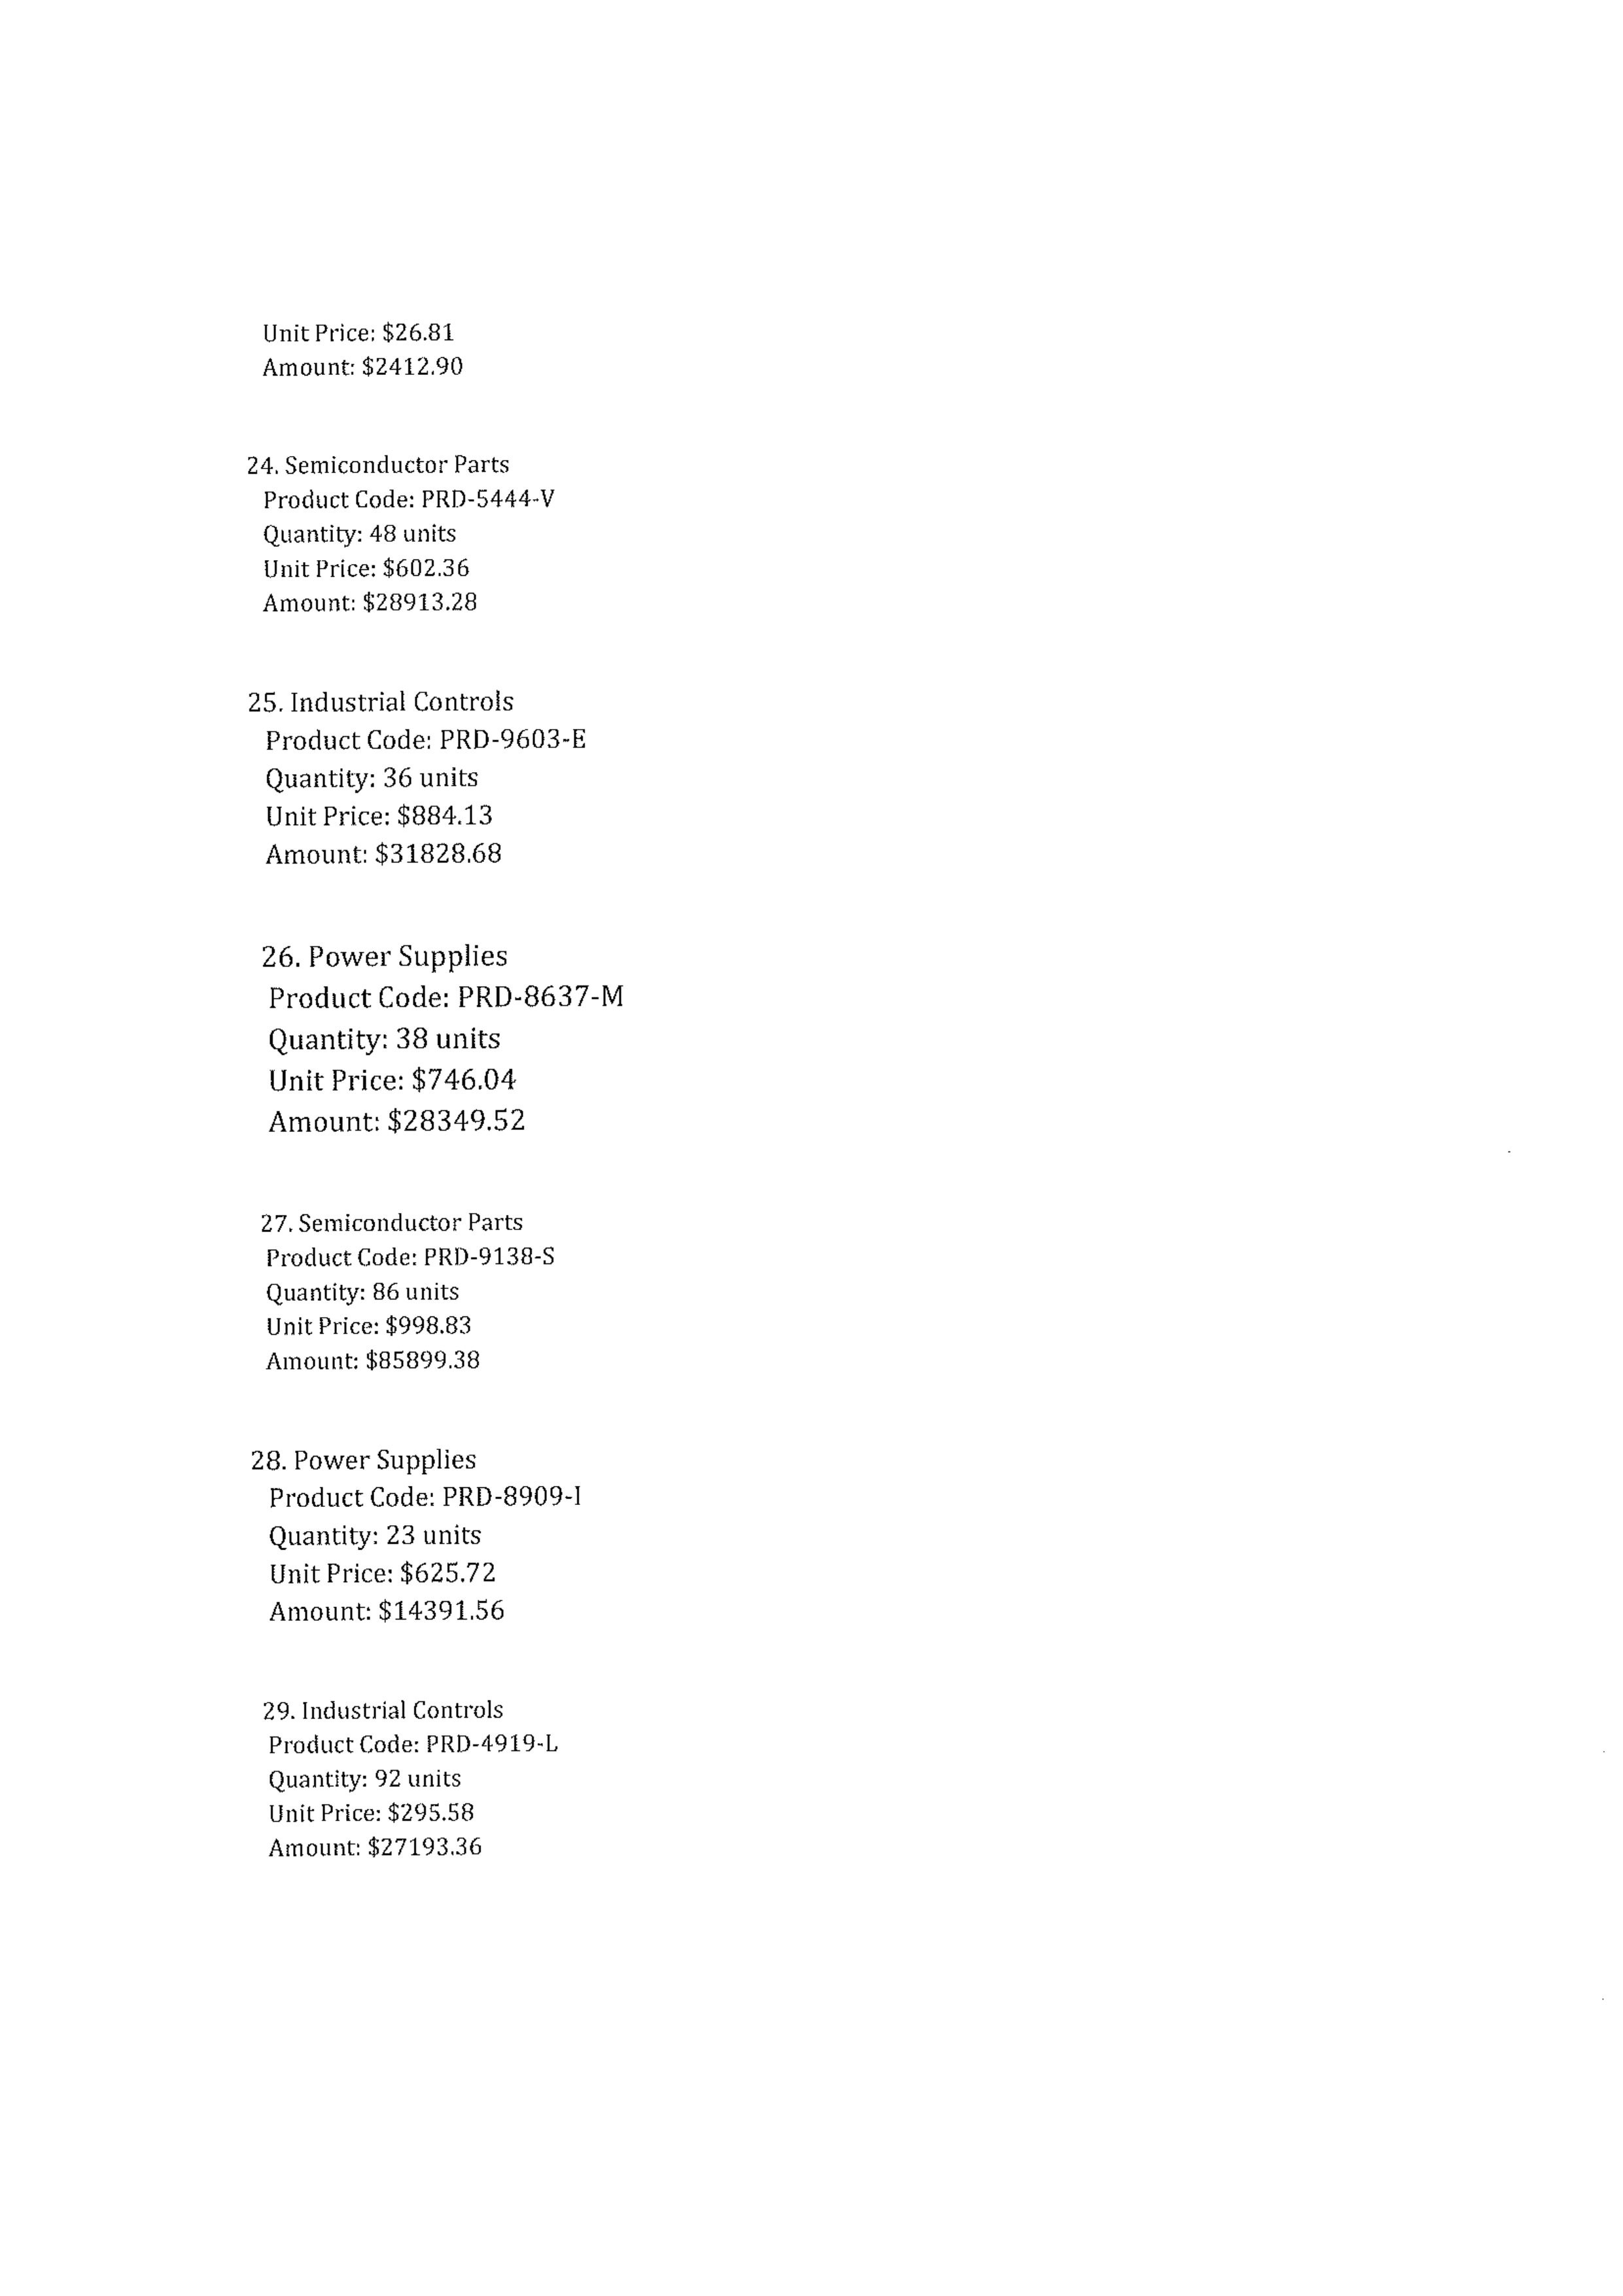 Unit Price: $26.81
Amount: $2412.90
24. Semiconductor Parts
Product Code: PRD-5444-V
Quantity: 48 units
Unit Price: $602.36
Amount: $28913.28
25. Industrial Controls
Product Code: PRD-9603-E
Quantity: 36 units
Unit Price: $884.13
Amount: $31828.68
26. Power Supplies
Product Code: PRD-8637-M
Quantity: 38 units
Unit Price: $746.04
Amount: $28349.52
27. Semiconductor Parts
Product Code: PRD-9138-S
Quantity: 86 units
Unit Price: $998.83
Amount: $85899.38
28. Power Supplies
Product Code: PRD-8909-I
Quantity: 23 units
Unit Price: $625.72
Amount: $14391.56
29. Industrial Controls
Product Code: PRD-4919-L
Quantity: 92 units
Unit Price: $295.58
Amount: $27193.36